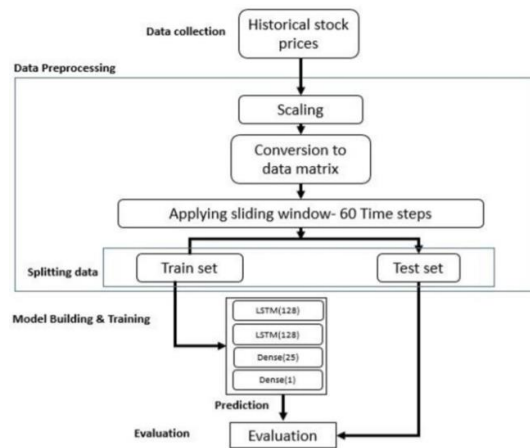 Data collection
Historical stock
prices
Data Preprocessing
Scaling
Conversion to
data matrix
Applying sliding window- 60 Time steps
Splitting data
Train set
Test set
Model Building & Training
LSTM(128)
LSTM(128)
Dense(25)
Dense(1)
Prediction
Evaluation
Evaluation